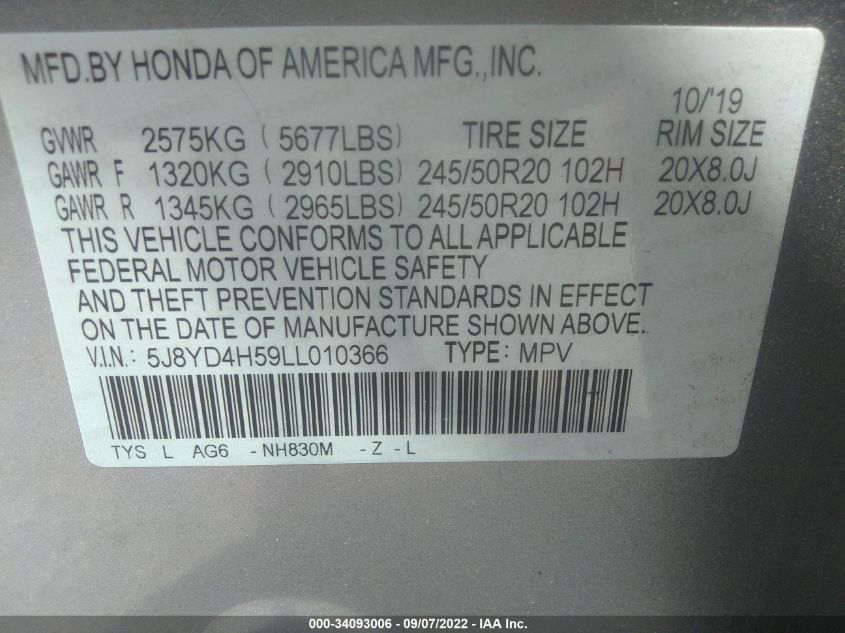 MFD.BY HONDA OF AMERICA MFG.,INC.
10/'19
GVWR 2575KG ( 5677LBS) TIRE SIZE RIM SIZE
GAWR F 1320KG ( 2910LBS) 245/50R20 102H 20X8.0J
GAWR R 1345KG ( 2965LBS) 245/50R20 102H 20X8.0J
THIS VEHICLE CONFORMS TO ALL APPLICABLE
FEDERAL MOTOR VEHICLE SAFETY
AND THEFT PREVENTION STANDARDS IN EFFECT
ON THE DATE OF MANUFACTURE SHOWN ABOVE.
V.I.N.: 5J8YD4H59LL010366 TYPE: MPV
TYS L AG6 -NH830M -Z -L
000-34093006 - 09/07/2022 - IAA Inc.